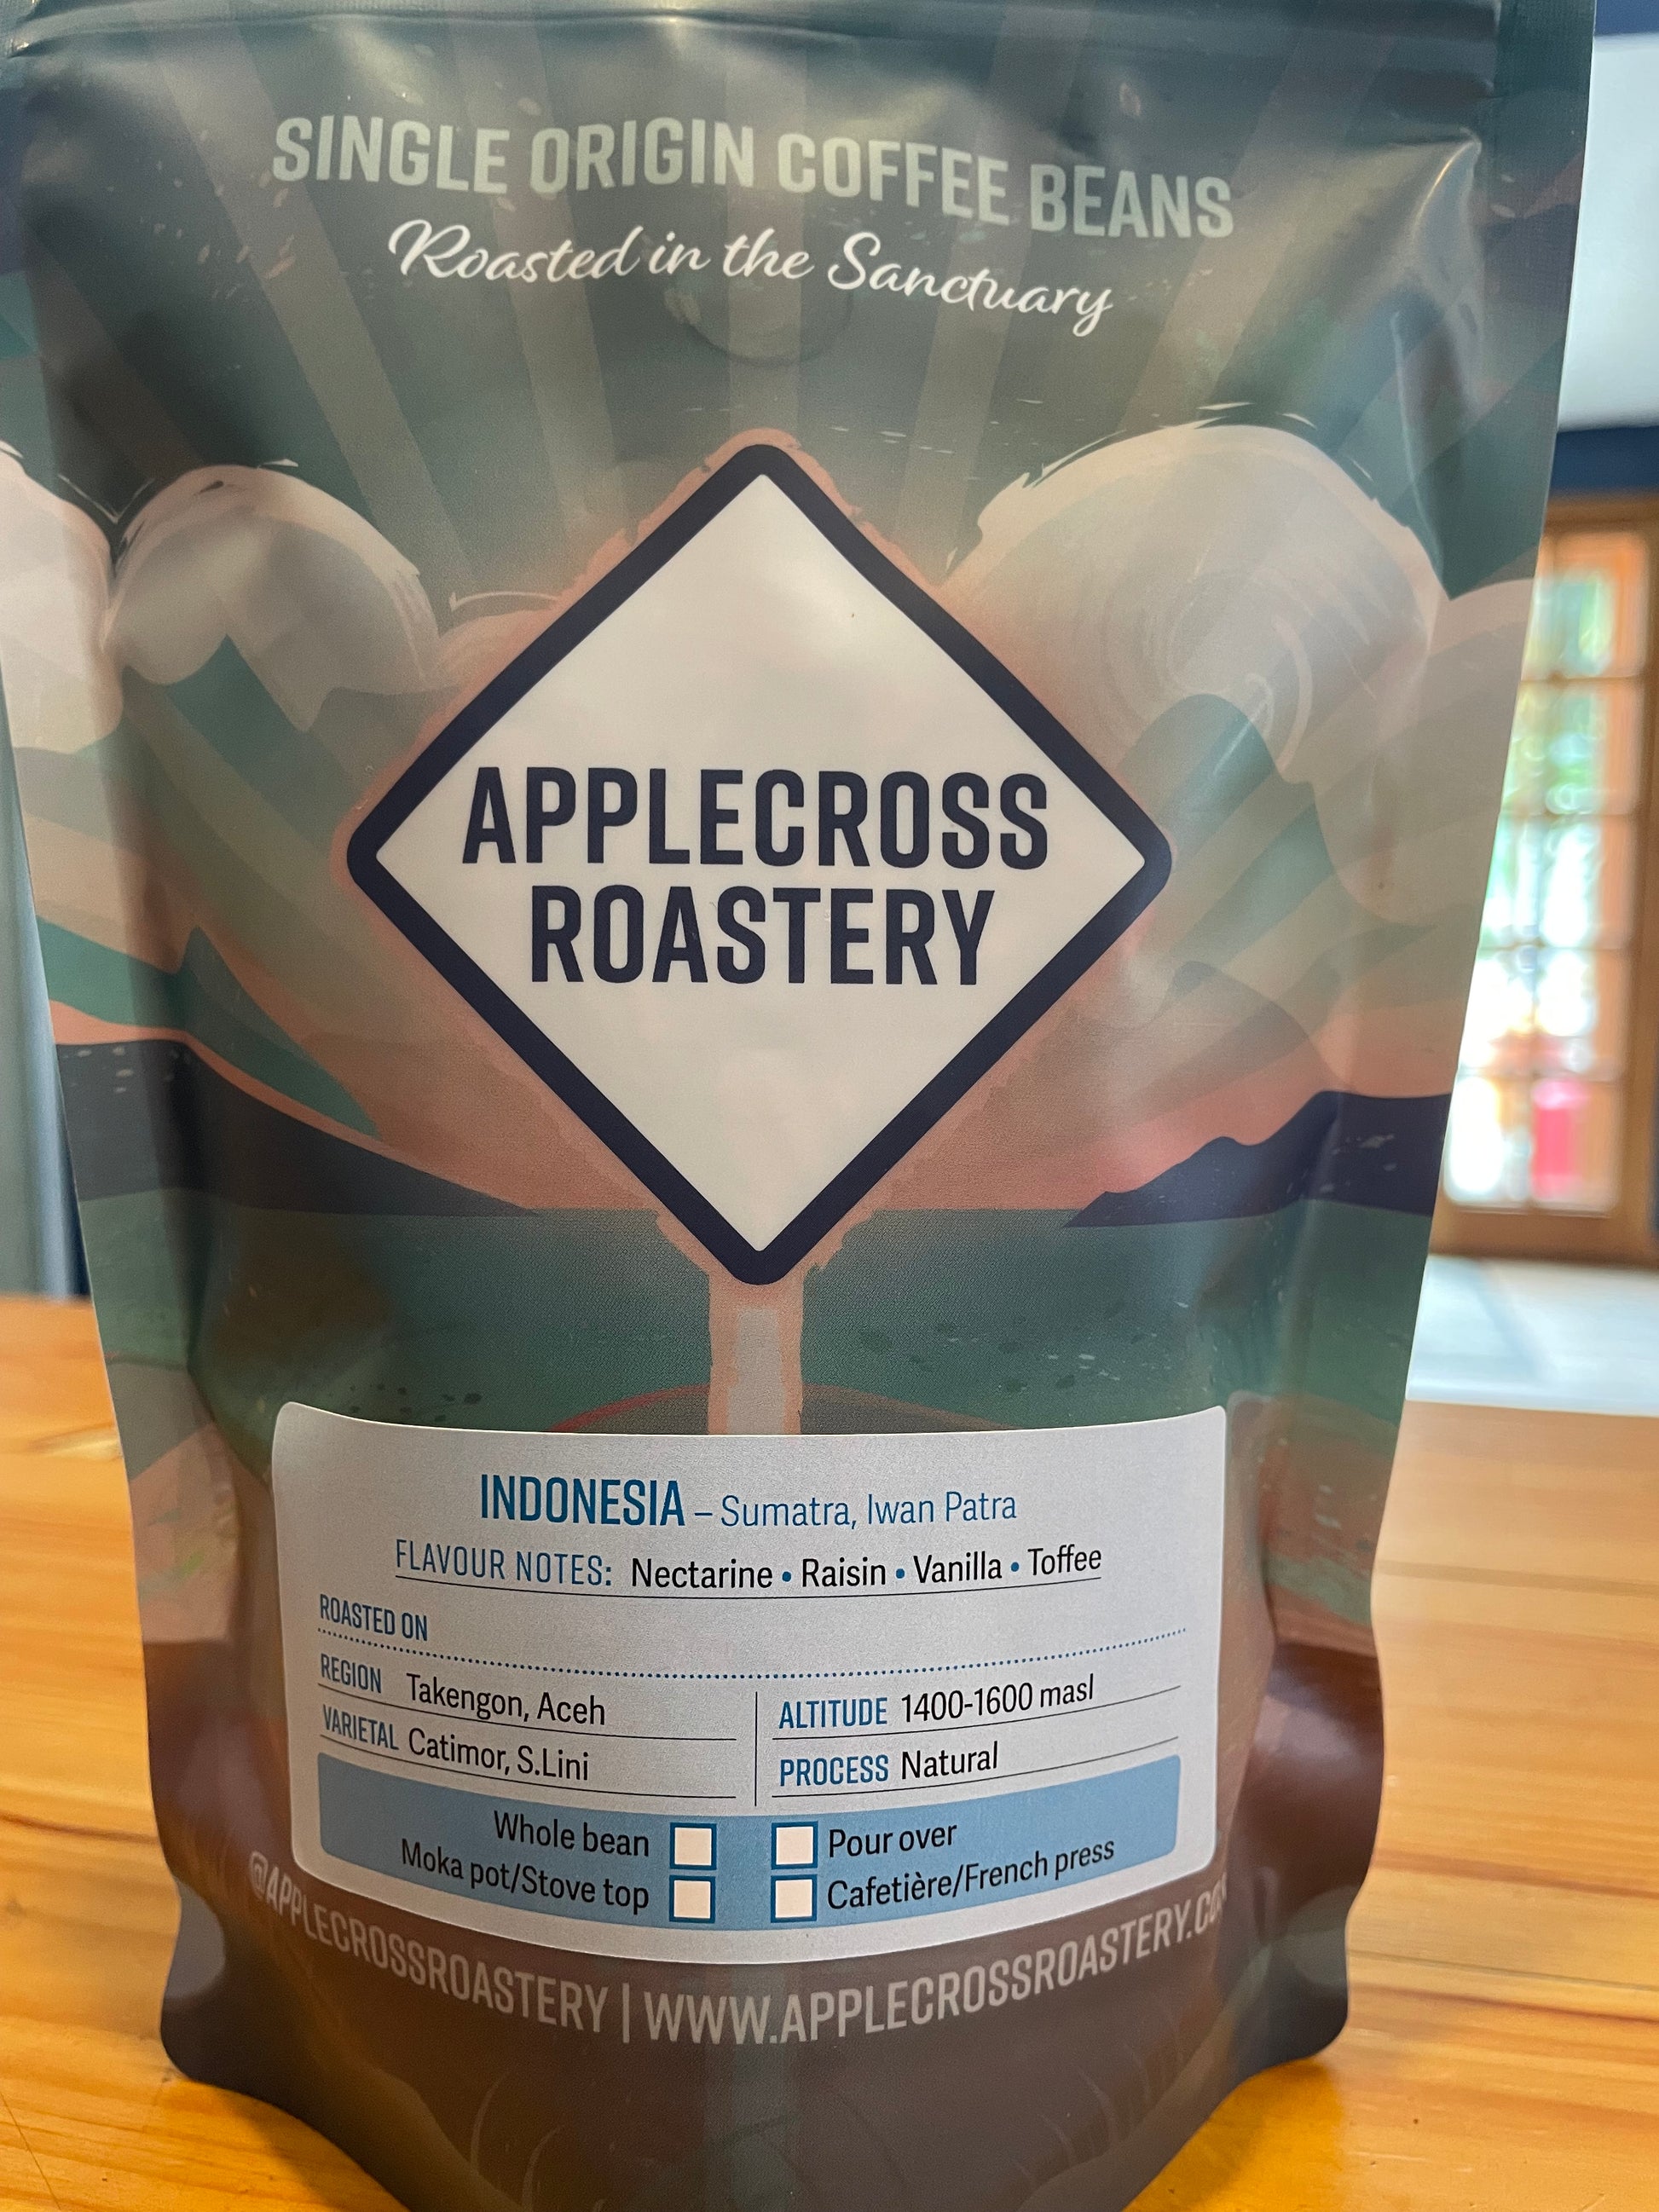 SINGLE ORIGIN COFFEE BEANS
Roasted in the Sanctuary
APPLECROSS
ROASTERY
INDONESIA – Sumatra, Iwan Patra
FLAVOUR NOTES: Nectarine • Raisin • Vanilla • Toffee
ROASTED ON
REGION Takengon, Aceh
ALTITUDE 1400-1600 masl
VARIETAL Catimor, S.Lini
PROCESS Natural
Whole bean
Pour over
Moka pot/Stove top
Cafetière/French press
@APPLECROSSROASTERY | WWW.APPLECROSSROASTERY.CO